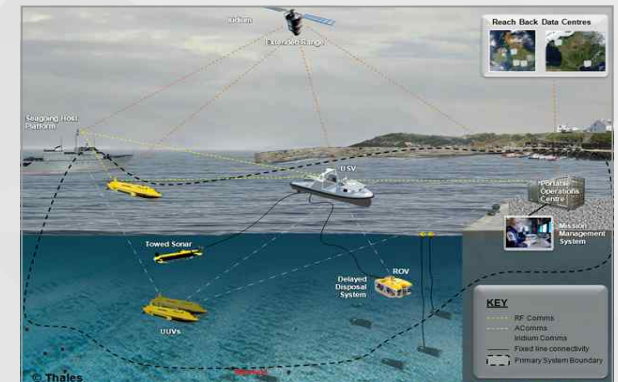 Iridium
Extended Range
Reach Back Data Centres
Seagoing Host
Platform
USV
Portable
Operations
Centre
Mission
Management
System
Towed Sonar
Delayed
Disposal
System
ROV
UUVs
KEY
RF Comms
AComms
Iridium Comms
Fixed line connectivity
Primary System Boundary
© Thales